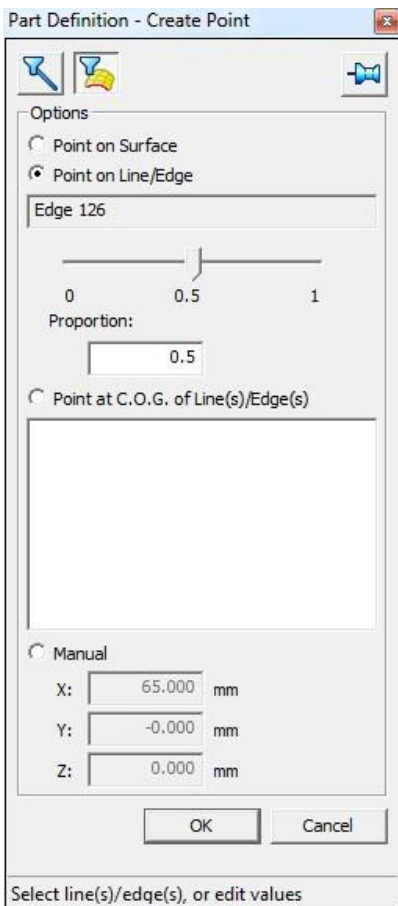 Part Definition - Create Point
Options
Point on Surface
Point on Line/Edge
Edge 126
0 0.5 1
Proportion:
0.5
Point at C.O.G. of Line(s)/Edge(s)
Manual
X: 65.000 mm
Y: -0.000 mm
Z: 0.000 mm
OK Cancel
Select line(s)/edge(s), or edit values